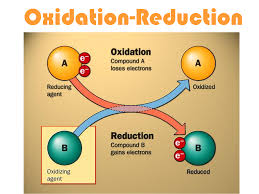 Oxidation-Reduction
Oxidation
Compound A
loses electrons
A
e-
e-
Reducing
agent
A
Oxidized
B
Oxidizing
agent
Reduction
Compound B
gains electrons
B
e-
e-
Reduced